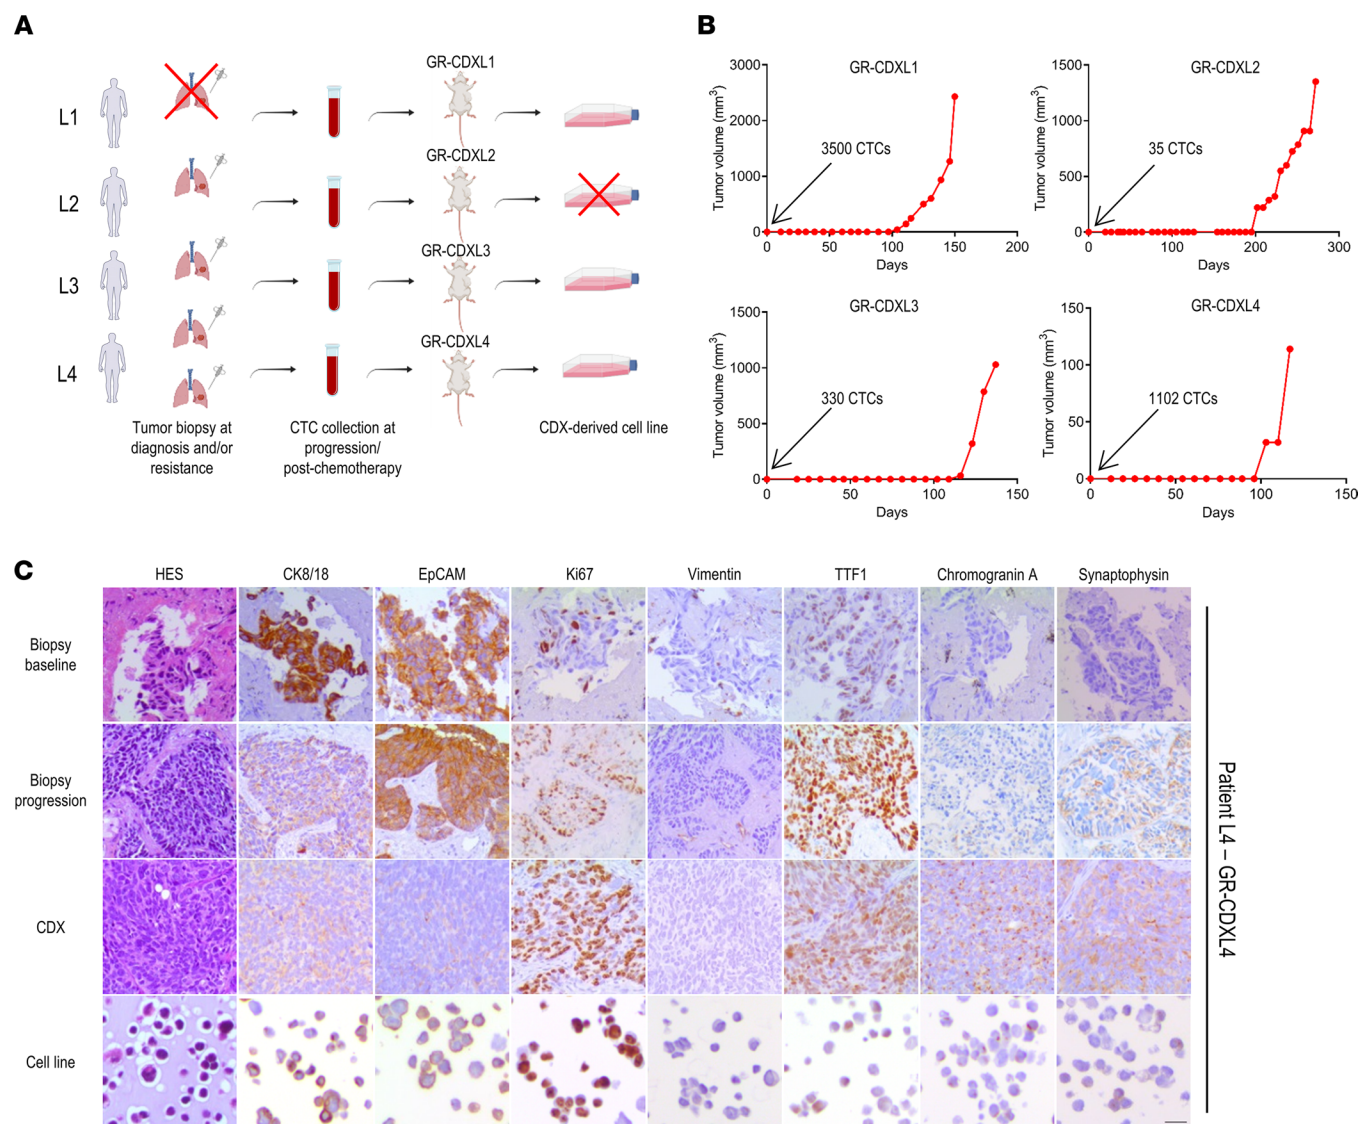 A
L1
L2
L3
L4
GR-CDXL1
GR-CDXL2
GR-CDXL3
GR-CDXL4
Tumor biopsy at
diagnosis and/or
resistance
CTC collection at
progression/
post-chemotherapy
CDX-derived cell line
B
GR-CDXL1
Tumor volume (mm3)
3000
2000
1000
0
3500 CTCs
0
50
100
150
200
Days
GR-CDXL2
Tumor volume (mm3)
1500
1000
500
0
35 CTCs
0
100
200
300
Days
GR-CDXL3
Tumor volume (mm3)
1500
1000
500
0
330 CTCs
0
50
100
150
Days
GR-CDXL4
Tumor volume (mm3)
150
100
50
0
1102 CTCs
0
50
100
150
Days
C
HES
CK8/18
EpCAM
Ki67
Vimentin
TTF1
Chromogranin A
Synaptophysin
Biopsy
baseline
Biopsy
progression
CDX
Cell line
Patient L4 – GR-CDXL4